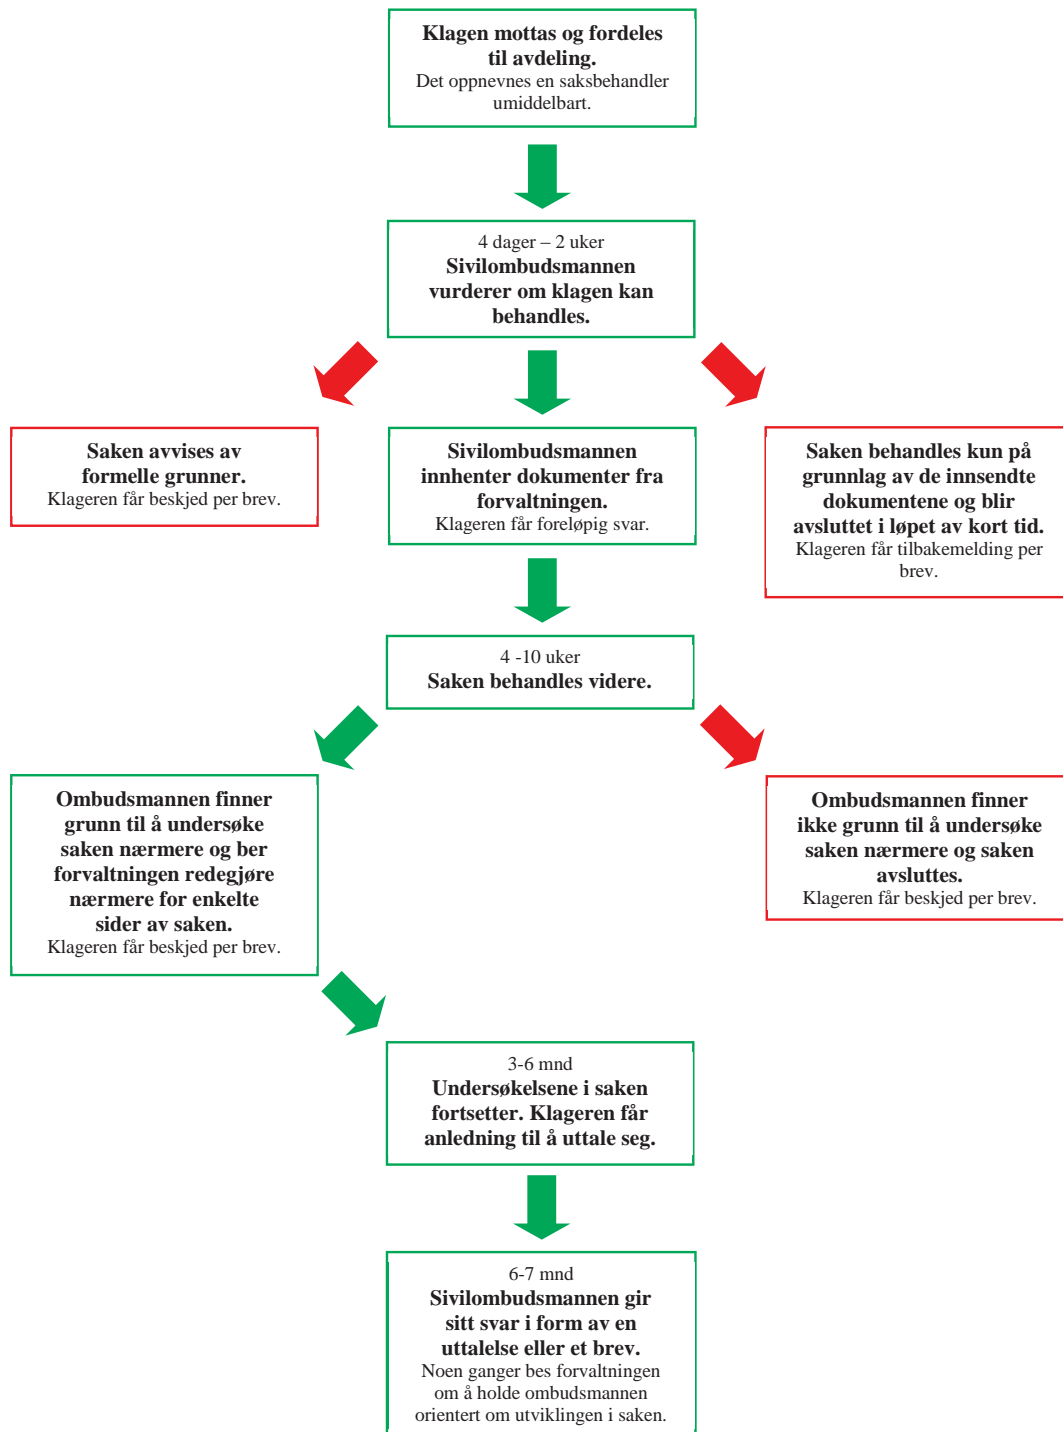 Klagen mottas og fordeles
til avdeling.
Det oppnevnes en saksbehandler
umiddelbart.
4 dager – 2 uker
Sivilombudsmannen
vurderer om klagen kan
behandles.
Saken avvises av
formelle grunner.
Klageren får beskjed per brev.
Sivilombudsmannen
innhenter dokumenter fra
forvaltningen.
Klageren får foreløpig svar.
Saken behandles kun på
grunnlag av de innsendte
dokumentene og blir
avsluttet i løpet av kort tid.
Klageren får tilbakemelding per
brev.
4 -10 uker
Saken behandles videre.
Ombudsmannen finner
grunn til å undersøke
saken nærmere og ber
forvaltningen redegjøre
nærmere for enkelte
sider av saken.
Klageren får beskjed per brev.
Ombudsmannen finner
ikke grunn til å undersøke
saken nærmere og saken
avsluttes.
Klageren får beskjed per brev.
3-6 mnd
Undersøkelsene i saken
fortsetter. Klageren får
anledning til å uttale seg.
6-7 mnd
Sivilombudsmannen gir
sitt svar i form av en
uttalelse eller et brev.
Noen ganger bes forvaltningen
om å holde ombudsmannen
orientert om utviklingen i saken.